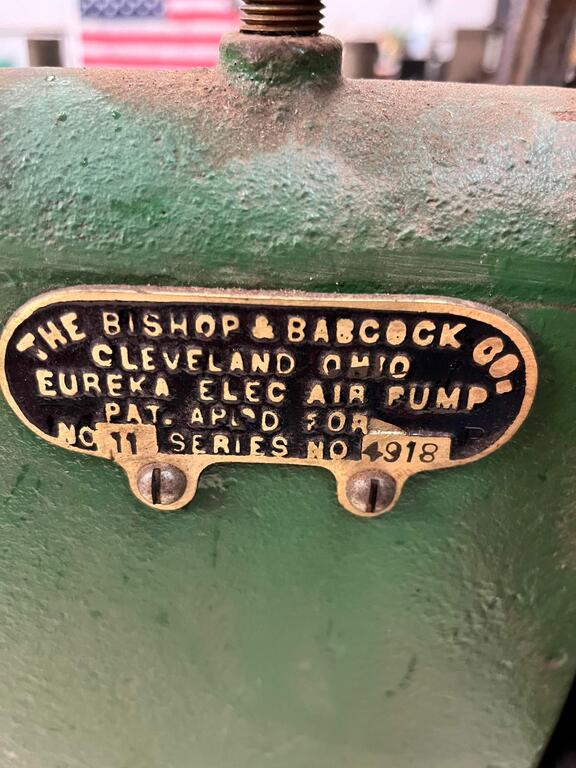 THE BISHOP & BABCOCK CO.
CLEVELAND OHIO
EUREKA ELEC AIR PUMP
PAT. APL'D FOR
NO 11 SERIES NO 4918